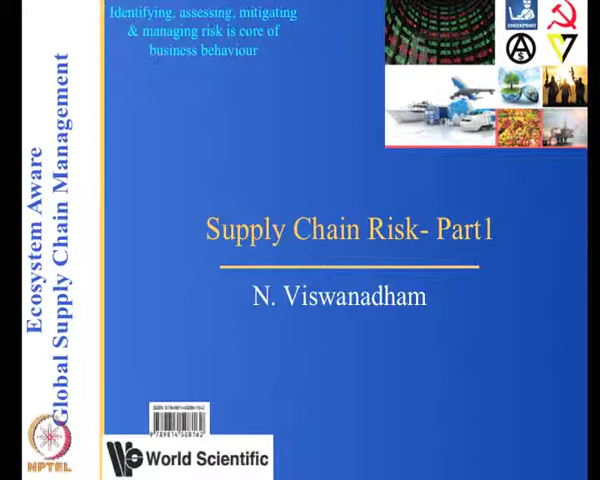 Identifying, assessing, mitigating
& managing risk is core of
business behaviour
CHECKPOINT
Ecosystem Aware
Global Supply Chain Management
Supply Chain Risk- Part1
N. Viswanadham
9789814508162
World Scientific
NPTEL